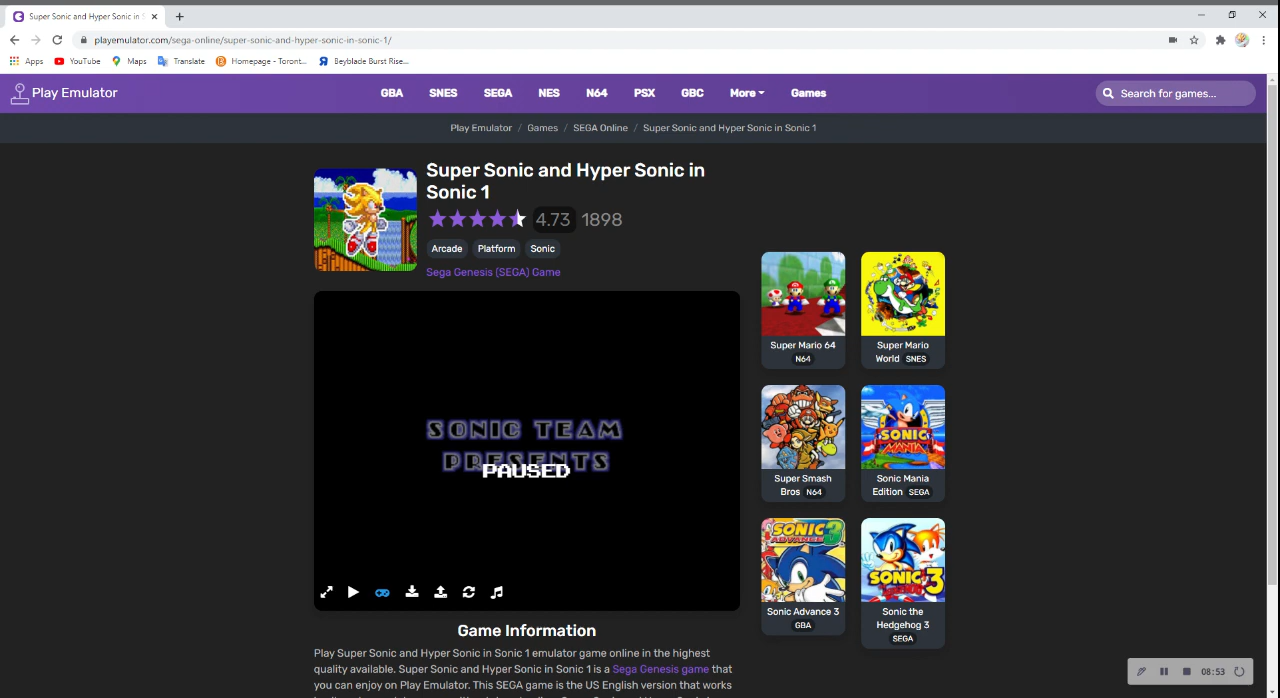 Super Sonic and Hyper Sonic in S
playemulator.com/sega-online/super-sonic-and-hyper-sonic-in-sonic-1/
Apps YouTube Maps Translate Homepage - Toront... Beyblade Burst Rise...
Play Emulator GBA SNES SEGA NES N64 PSX GBC More Games Search for games...
Play Emulator / Games / SEGA Online / Super Sonic and Hyper Sonic in Sonic 1
Super Sonic and Hyper Sonic in
Sonic 1
4.73 1898
Arcade Platform Sonic
Sega Genesis (SEGA) Game
SONIC TEAM
PRESENTS
PAUSED
Super Mario 64
N64
Super Mario
World SNES
Super Smash
Bros N64
SONIC
Sonic Mania
Edition SEGA
SONIC
ADVANCE 3
Sonic Advance 3
GBA
SONIC
3
Sonic the
Hedgehog 3
SEGA
Game Information
Play Super Sonic and Hyper Sonic in Sonic 1 emulator game online in the highest
quality available. Super Sonic and Hyper Sonic in Sonic 1 is a Sega Genesis game that
you can enjoy on Play Emulator. This SEGA game is the US English version that works
08:53